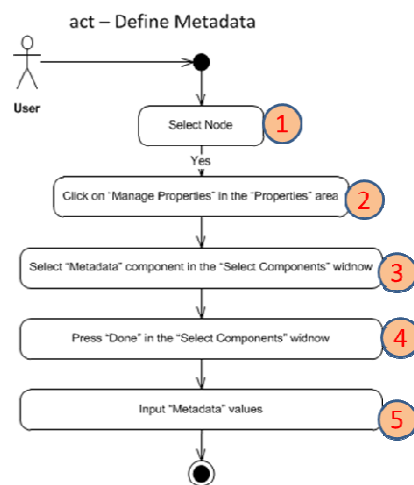 act – Define Metadata
User
Select Node
1
Yes
Click on "Manage Properties" in the "Properties" area
2
Select "Metadata" component in the "Select Components" widnow
3
Press "Done" in the "Select Components" widnow
4
Input "Metadata" values
5